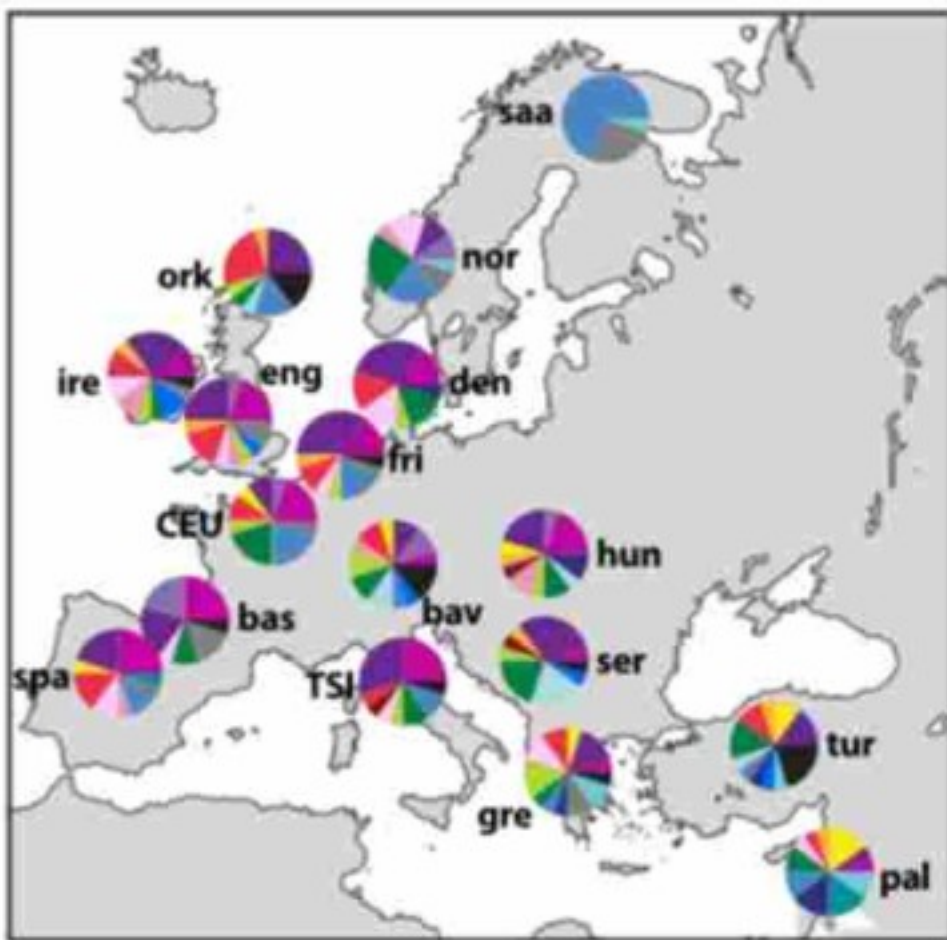 saa
nor
ork
ire
eng
den
fri
CEU
hun
bav
bas
ser
spa
TSI
tur
gre
pal